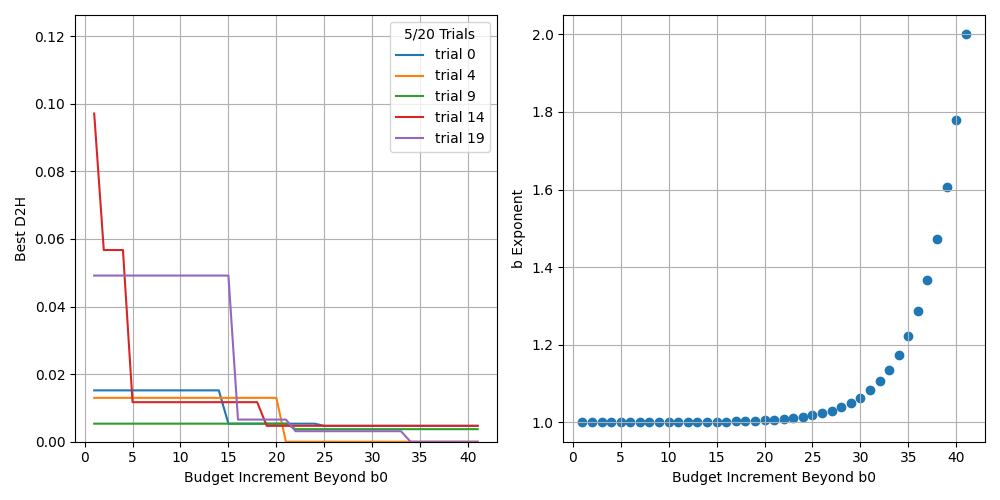 0.12
0.10
0.08
0.06
0.04
0.02
0.00
Best D2H
0 5 10 15 20 25 30 35 40
Budget Increment Beyond b0
5/20 Trials
trial 0
trial 4
trial 9
trial 14
trial 19
2.0
1.8
1.6
1.4
1.2
1.0
b Exponent
0 5 10 15 20 25 30 35 40
Budget Increment Beyond b0